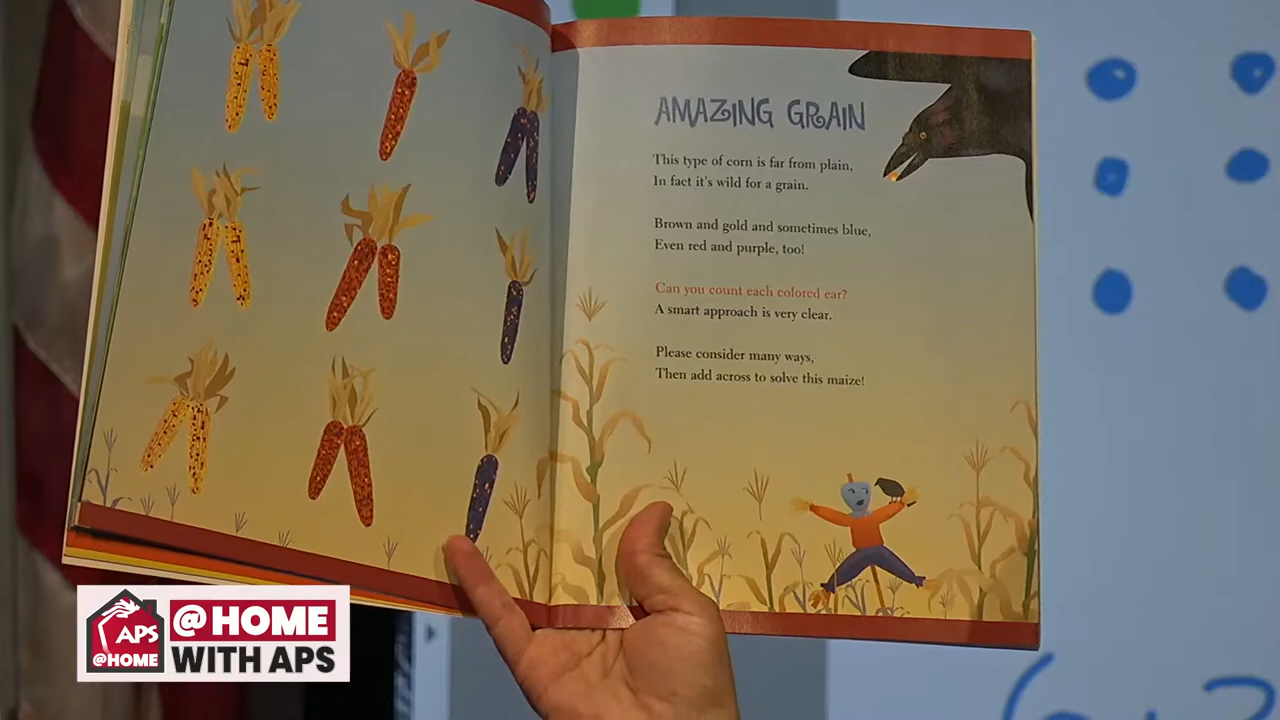 AMAZING GRAIN
This type of corn is far from plain,
In fact it's wild for a grain.
Brown and gold and sometimes blue,
Even red and purple, too!
Can you count each colored ear?
A smart approach is very clear.
Please consider many ways,
Then add across to solve this maize!
APS
@HOME
@HOME
WITH APS